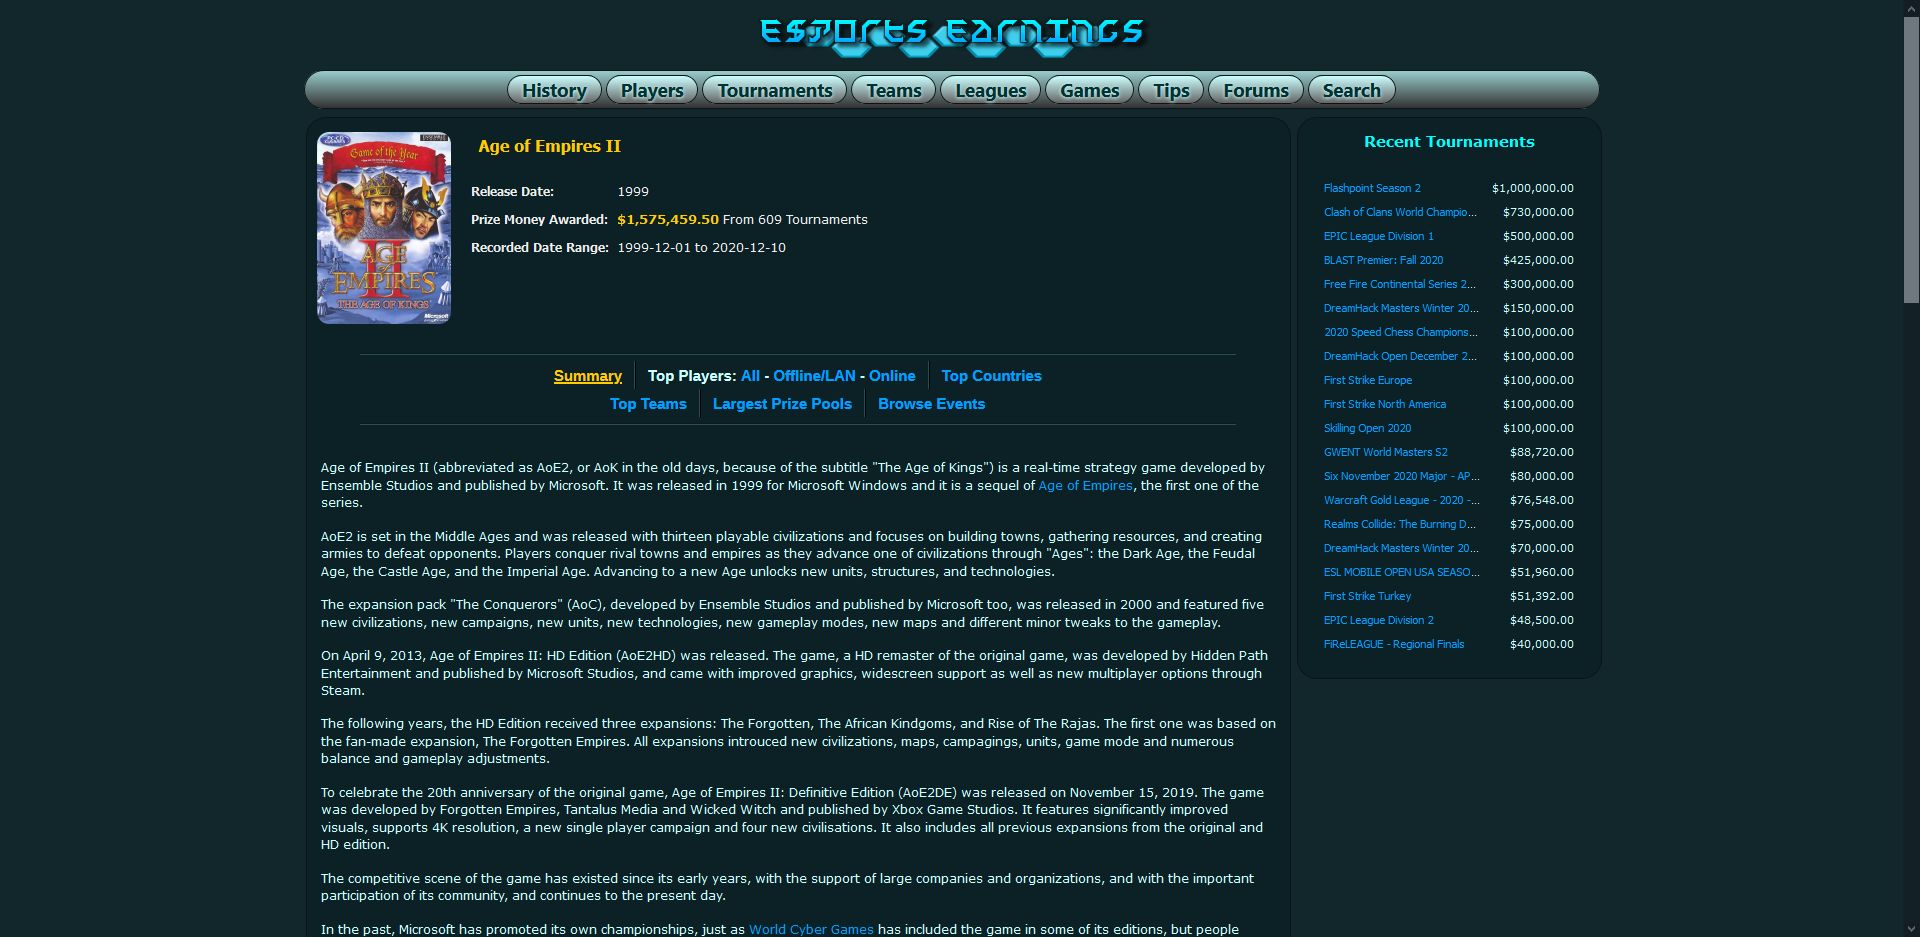 ESPORTS EARNINGS
History Players Tournaments Teams Leagues Games Tips Forums Search
Game of the Year
AGE
of
EMPIRES
II
THE AGE OF KINGS
Microsoft
Age of Empires II
Release Date: 1999
Prize Money Awarded: $1,575,459.50 From 609 Tournaments
Recorded Date Range: 1999-12-01 to 2020-12-10
Summary Top Players: All - Offline/LAN - Online Top Countries
Top Teams Largest Prize Pools Browse Events
Age of Empires II (abbreviated as AoE2, or AoK in the old days, because of the subtitle "The Age of Kings") is a real-time strategy game developed by
Ensemble Studios and published by Microsoft. It was released in 1999 for Microsoft Windows and it is a sequel of Age of Empires, the first one of the
series.
AoE2 is set in the Middle Ages and was released with thirteen playable civilizations and focuses on building towns, gathering resources, and creating
armies to defeat opponents. Players conquer rival towns and empires as they advance one of civilizations through "Ages": the Dark Age, the Feudal
Age, the Castle Age, and the Imperial Age. Advancing to a new Age unlocks new units, structures, and technologies.
The expansion pack "The Conquerors" (AoC), developed by Ensemble Studios and published by Microsoft too, was released in 2000 and featured five
new civilizations, new campaigns, new units, new technologies, new gameplay modes, new maps and different minor tweaks to the gameplay.
On April 9, 2013, Age of Empires II: HD Edition (AoE2HD) was released. The game, a HD remaster of the original game, was developed by Hidden Path
Entertainment and published by Microsoft Studios, and came with improved graphics, widescreen support as well as new multiplayer options through
Steam.
The following years, the HD Edition received three expansions: The Forgotten, The African Kindgoms, and Rise of The Rajas. The first one was based on
the fan-made expansion, The Forgotten Empires. All expansions introuced new civilizations, maps, campagings, units, game mode and numerous
balance and gameplay adjustments.
To celebrate the 20th anniversary of the original game, Age of Empires II: Definitive Edition (AoE2DE) was released on November 15, 2019. The game
was developed by Forgotten Empires, Tantalus Media and Wicked Witch and published by Xbox Game Studios. It features significantly improved
visuals, supports 4K resolution, a new single player campaign and four new civilisations. It also includes all previous expansions from the original and
HD edition.
The competitive scene of the game has existed since its early years, with the support of large companies and organizations, and with the important
participation of its community, and continues to the present day.
In the past, Microsoft has promoted its own championships, just as World Cyber Games has included the game in some of its editions, but people
Recent Tournaments
Flashpoint Season 2 $1,000,000.00
Clash of Clans World Champio... $730,000.00
EPIC League Division 1 $500,000.00
BLAST Premier: Fall 2020 $425,000.00
Free Fire Continental Series 2... $300,000.00
DreamHack Masters Winter 20... $150,000.00
2020 Speed Chess Champions... $100,000.00
DreamHack Open December 2... $100,000.00
First Strike Europe $100,000.00
First Strike North America $100,000.00
Skilling Open 2020 $100,000.00
GWENT World Masters S2 $88,720.00
Six November 2020 Major - AP... $80,000.00
Warcraft Gold League - 2020 -... $76,548.00
Realms Collide: The Burning D... $75,000.00
DreamHack Masters Winter 20... $70,000.00
ESL MOBILE OPEN USA SEASO... $51,960.00
First Strike Turkey $51,392.00
EPIC League Division 2 $48,500.00
FiReLEAGUE - Regional Finals $40,000.00